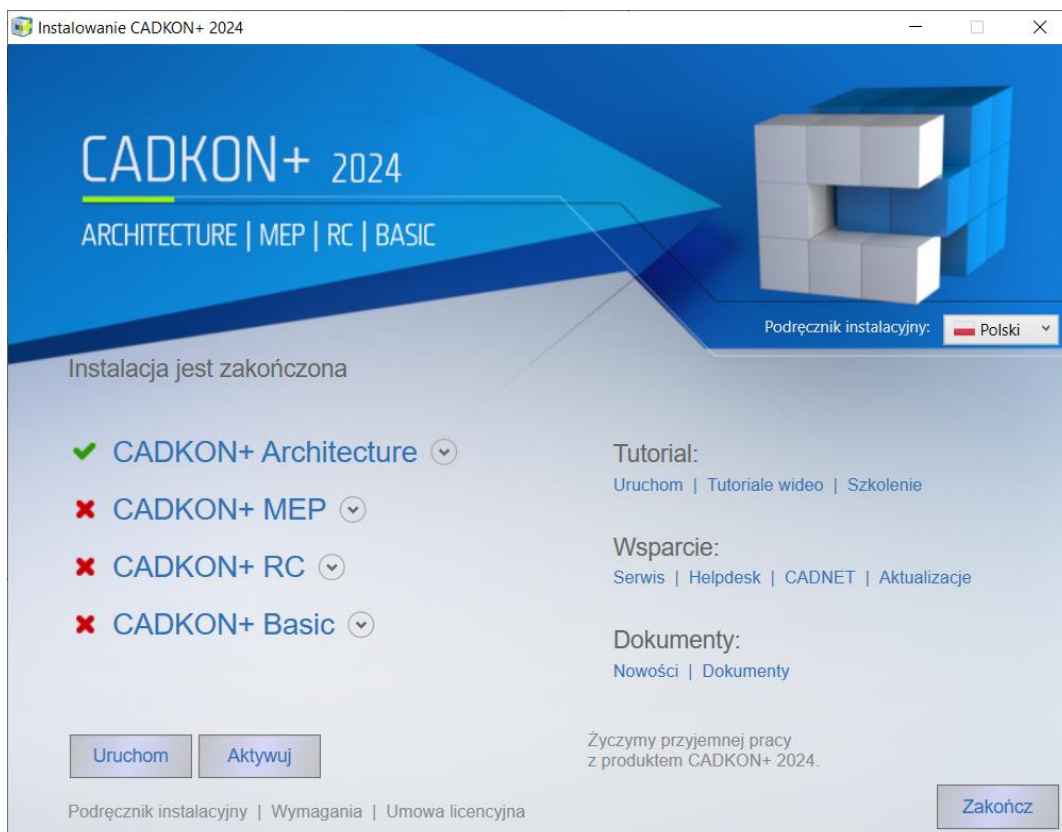 Instalowanie CADKON+ 2024
CADKON+ 2024
ARCHITECTURE | MEP | RC | BASIC
Podręcznik instalacyjny: Polski
Instalacja jest zakończona
CADKON+ Architecture
CADKON+ MEP
CADKON+ RC
CADKON+ Basic
Tutorial:
Uruchom | Tutoriale wideo | Szkolenie
Wsparcie:
Serwis | Helpdesk | CADNET | Aktualizacje
Dokumenty:
Nowości | Dokumenty
Uruchom Aktywuj
Życzymy przyjemnej pracy
z produktem CADKON+ 2024.
Podręcznik instalacyjny | Wymagania | Umowa licencyjna
Zakończ